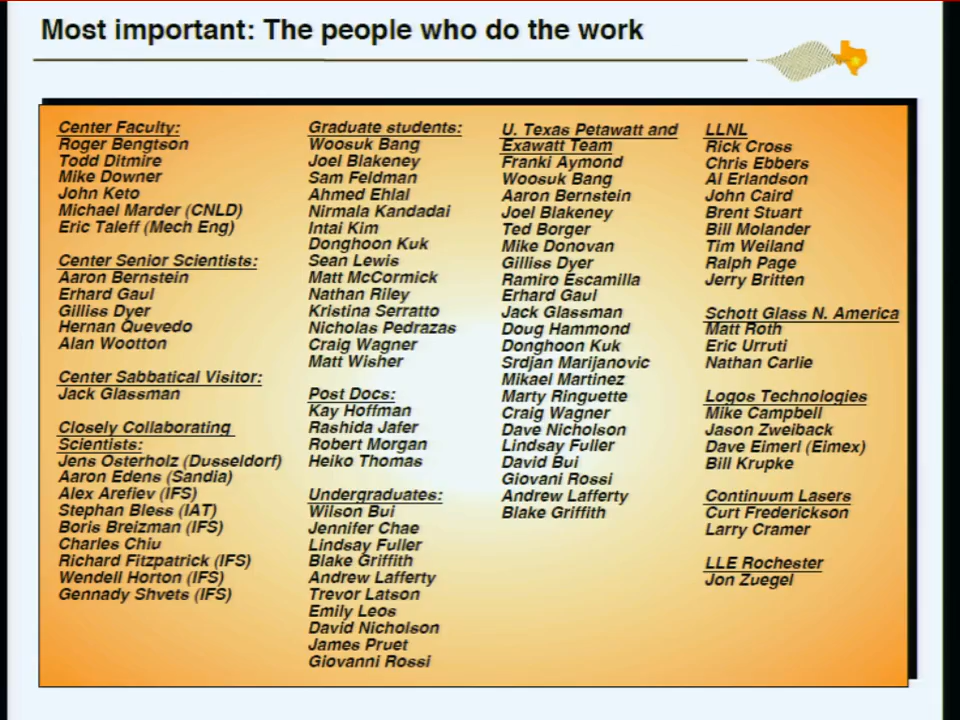 Most important: The people who do the work
Center Faculty:
Roger Bengtson
Todd Ditmire
Mike Downer
John Keto
Michael Marder (CNLD)
Eric Taleff (Mech Eng)
Center Senior Scientists:
Aaron Bernstein
Erhard Gaul
Gilliss Dyer
Hernan Quevedo
Alan Wootton
Center Sabbatical Visitor:
Jack Glassman
Closely Collaborating
Scientists:
Jens Osterholz (Dusseldorf)
Aaron Edens (Sandia)
Alex Arefiev (IFS)
Stephan Bless (IAT)
Boris Breizman (IFS)
Charles Chiu
Richard Fitzpatrick (IFS)
Wendell Horton (IFS)
Gennady Shvets (IFS)
Graduate students:
Woosuk Bang
Joel Blakeney
Sam Feldman
Ahmed Ehlal
Nirmala Kandadai
Intai Kim
Donghoon Kuk
Sean Lewis
Matt McCormick
Nathan Riley
Kristina Serratto
Nicholas Pedrazas
Craig Wagner
Matt Wisher
Post Docs:
Kay Hoffman
Rashida Jafer
Robert Morgan
Heiko Thomas
Undergraduates:
Wilson Bui
Jennifer Chae
Lindsay Fuller
Blake Griffith
Andrew Lafferty
Trevor Latson
Emily Leos
David Nicholson
James Pruet
Giovanni Rossi
U. Texas Petawatt and
Exawatt Team
Franki Aymond
Woosuk Bang
Aaron Bernstein
Joel Blakeney
Ted Borger
Mike Donovan
Gilliss Dyer
Ramiro Escamilla
Erhard Gaul
Jack Glassman
Doug Hammond
Donghoon Kuk
Srdjan Marijanovic
Mikael Martinez
Marty Ringuette
Craig Wagner
Dave Nicholson
Lindsay Fuller
David Bui
Giovani Rossi
Andrew Lafferty
Blake Griffith
LLNL
Rick Cross
Chris Ebbers
Al Erlandson
John Caird
Brent Stuart
Bill Molander
Tim Weiland
Ralph Page
Jerry Britten
Schott Glass N. America
Matt Roth
Eric Urruti
Nathan Carlie
Logos Technologies
Mike Campbell
Jason Zweiback
Dave Eimerl (Eimex)
Bill Krupke
Continuum Lasers
Curt Frederickson
Larry Cramer
LLE Rochester
Jon Zuegel